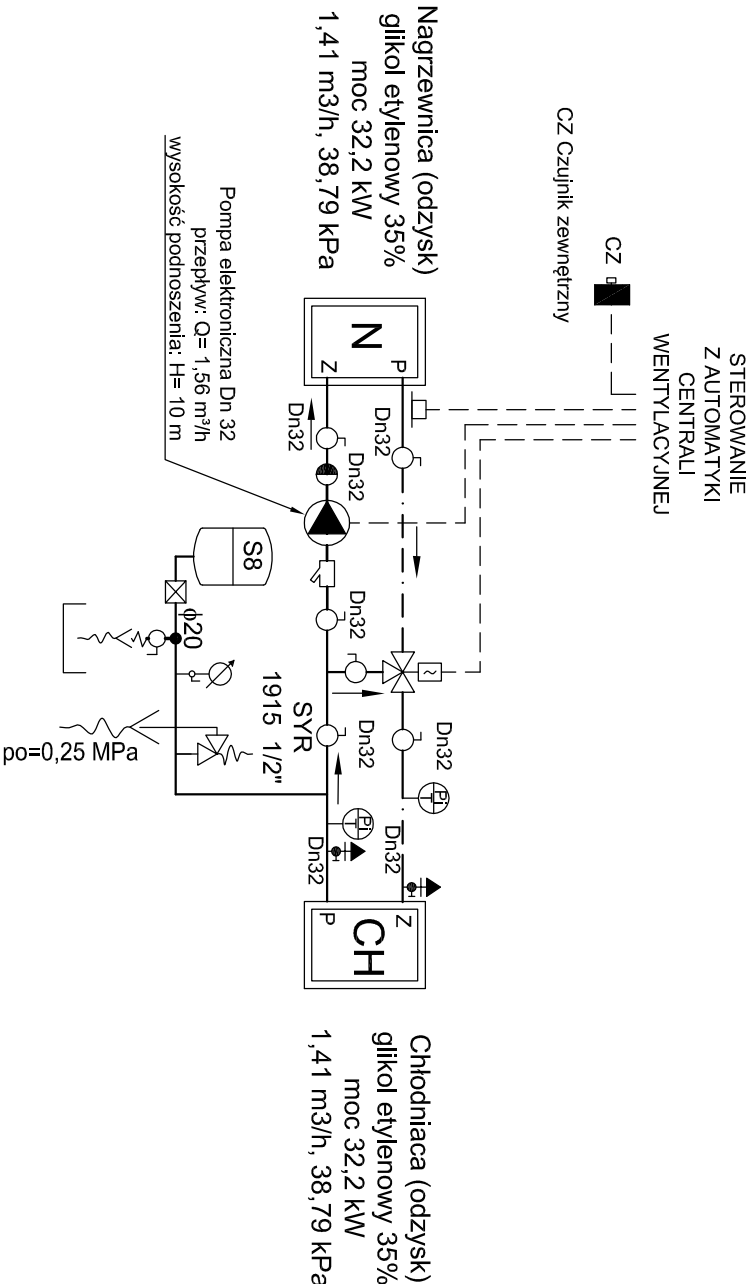 STEROWANIE
Z AUTOMATYKI
CENTRALI
WENTYLACYJNEJ
CZ
CZ Czujnik zewnętrzny
Nagrzewnica (odzysk)
glikol etylenowy 35%
moc 32,2 kW
1,41 m3/h, 38,79 kPa
N
P
Z
Dn32
Dn32
Dn32
Dn32
Dn32
Dn32
Dn32
Dn32
~
Pi
Pi
CH
Z
P
Chłodniaca (odzysk)
glikol etylenowy 35%
moc 32,2 kW
1,41 m3/h, 38,79 kPa
Pompa elektroniczna Dn 32
przepływ: Q= 1,56 m³/h
wysokość podnoszenia: H= 10 m
S8
ϕ20
SYR
1915 1/2"
po=0,25 MPa